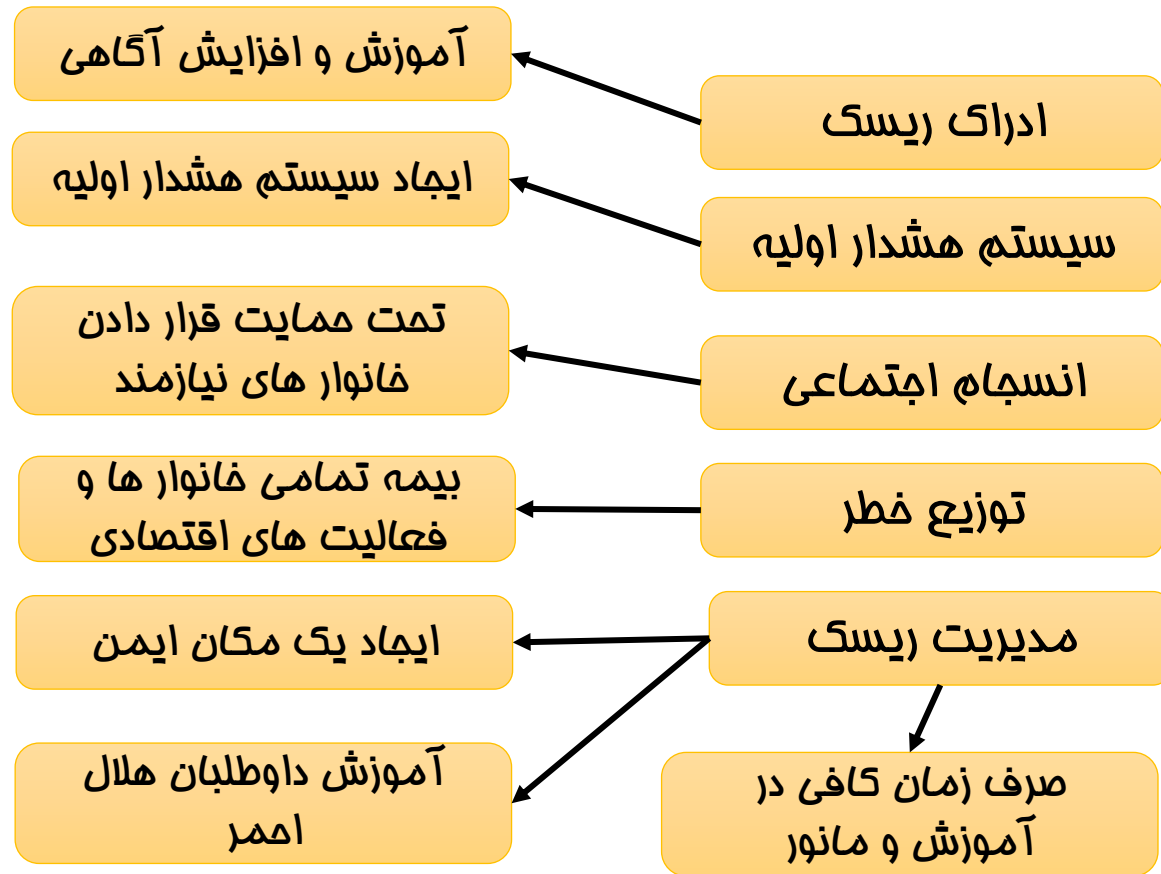 ادراک ریسک
آموزش و افزایش آگاهی
سیستم هشدار اولیه
ایجاد سیستم هشدار اولیه
انسجام اجتماعی
تحت حمایت قرار دادن
خانوار های نیازمند
توزیع خطر
بیمه تمامی خانوار ها و
فعالیت های اقتصادی
مدیریت ریسک
ایجاد یک مکان ایمن
آموزش داوطلبان هلال
احمر
صرف زمان کافی در
آموزش و مانور